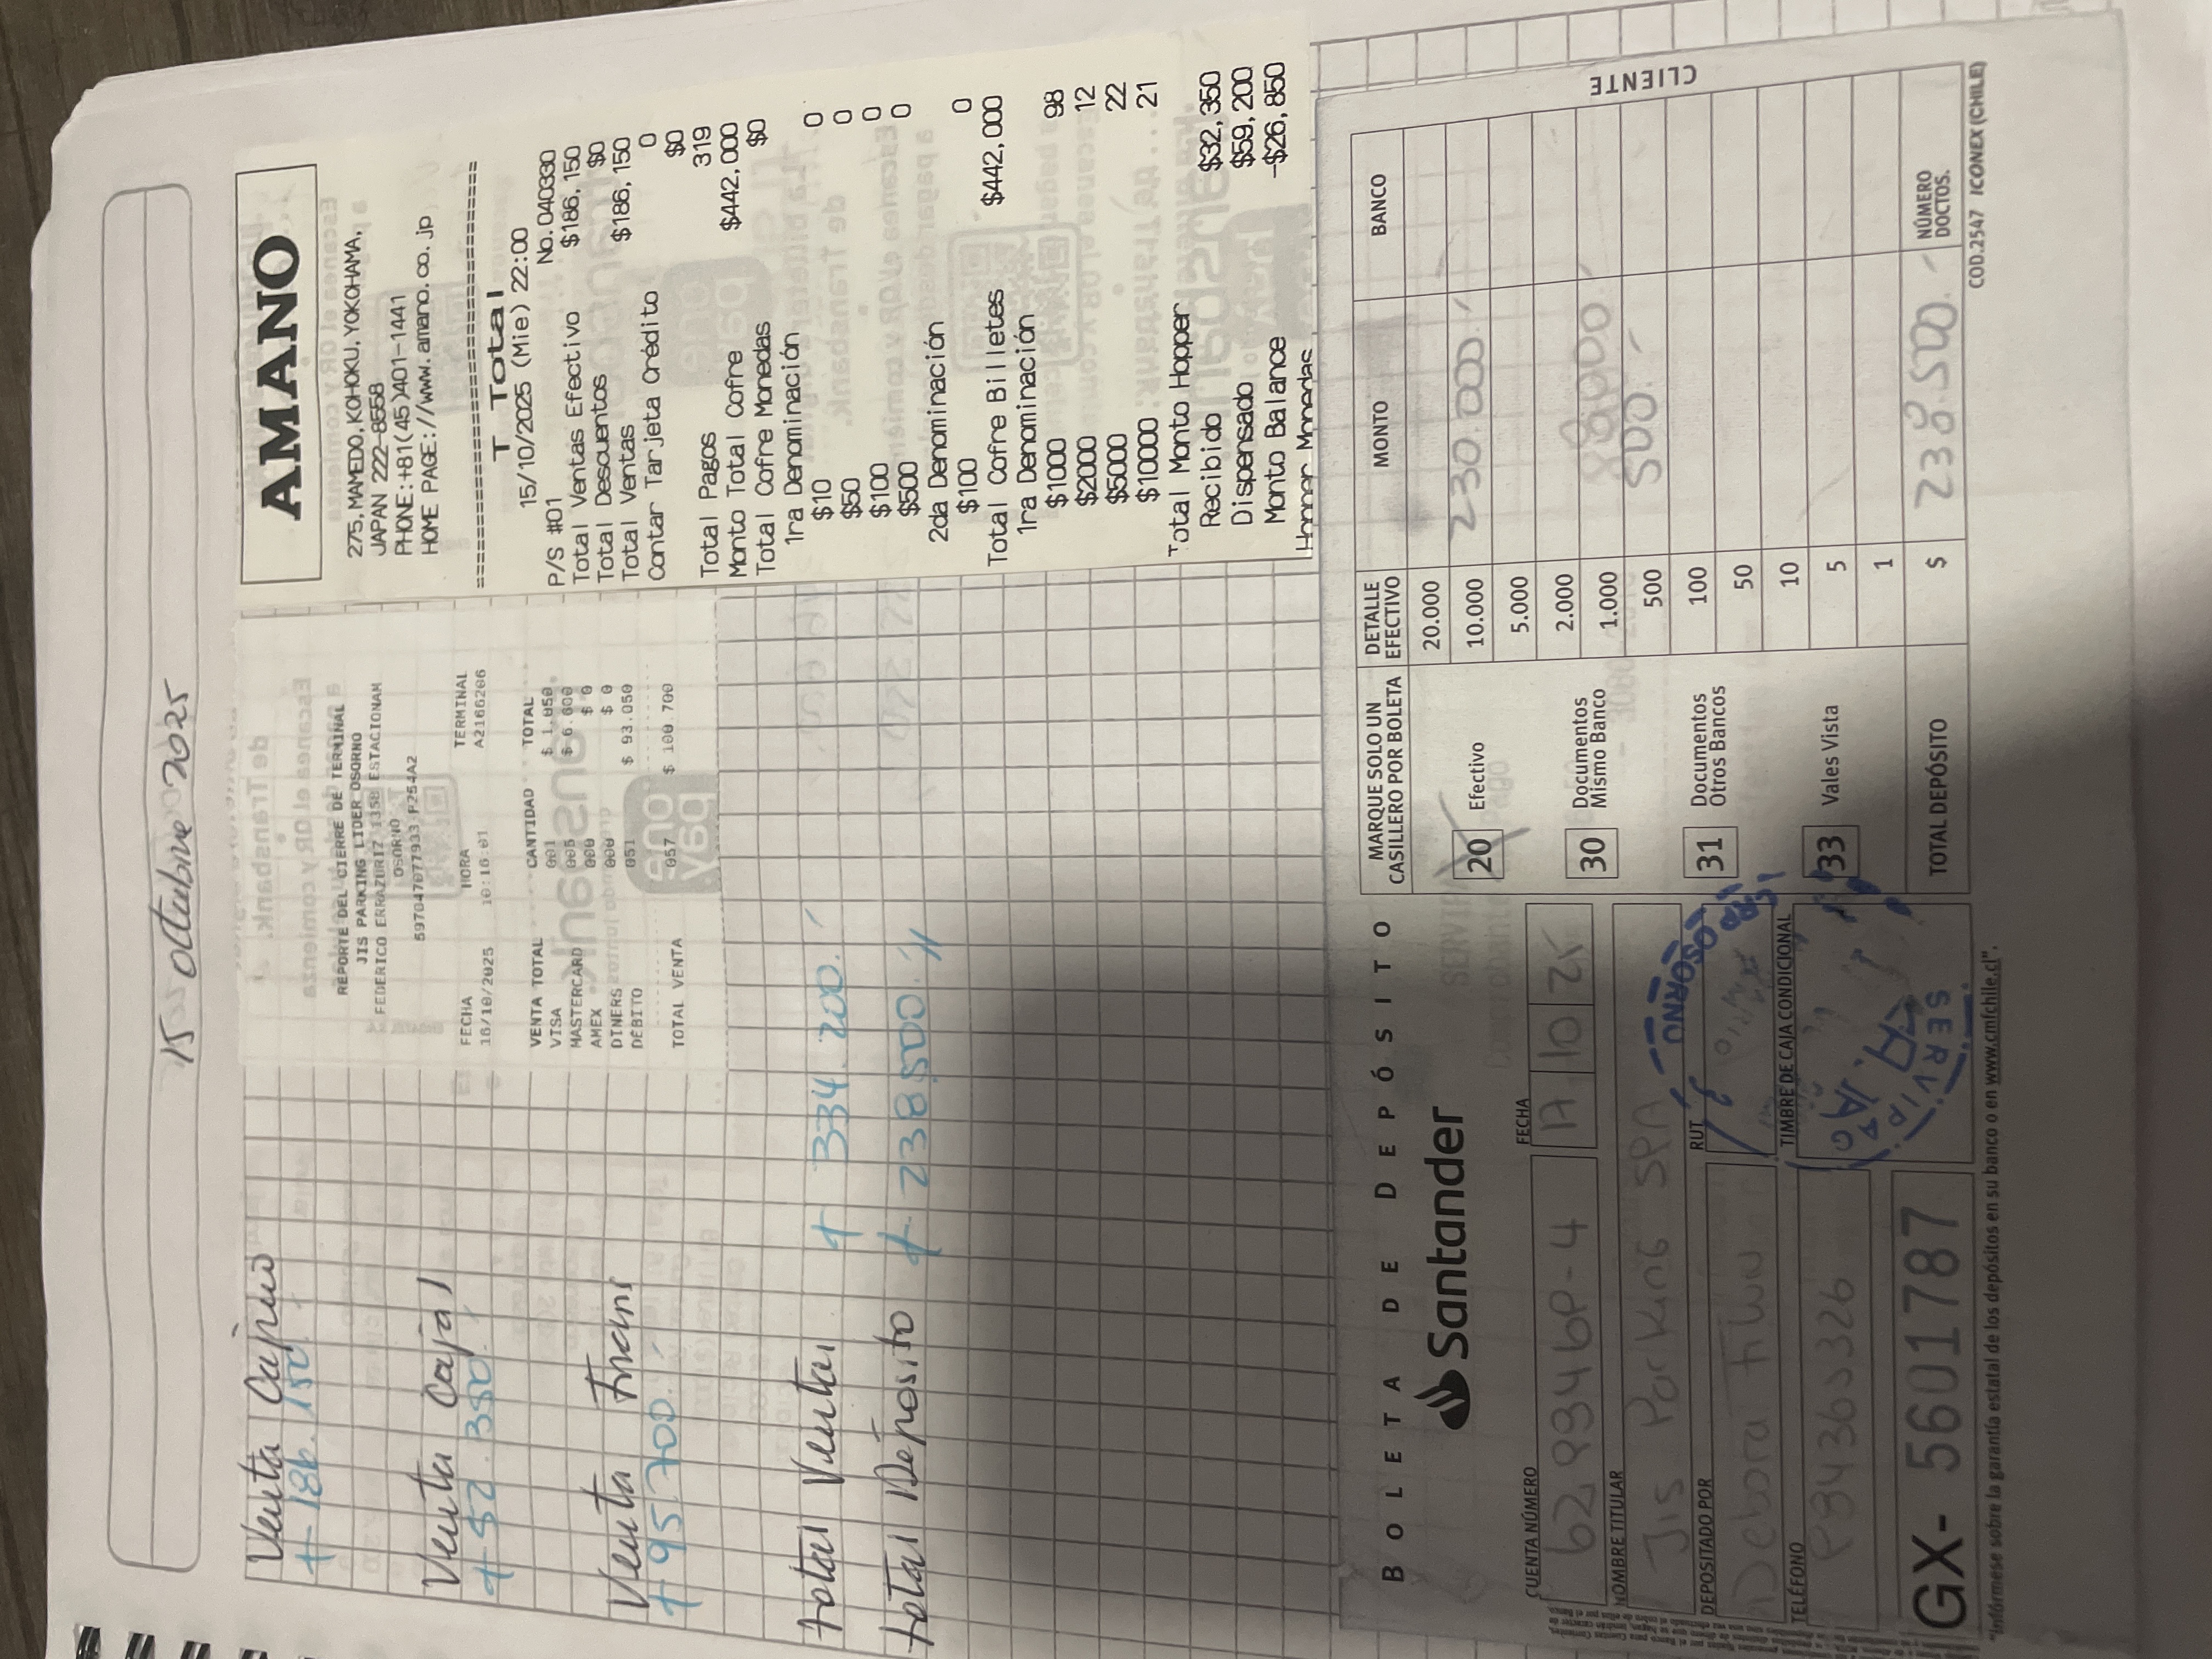 15 octubre 2025
Venta Cajero
+ 186.150.-
Venta Caja 1
+ 52.350.-
Venta Trans
+ 95.700.-
total Ventas + 334.200.-
total Déposito + 238.500.-
REPORTE DEL CIERRE DE TERMINAL
JIS PARKING LIDER OSORNO
FEDERICO ERRAZURIZ 1358 ESTACIONAM
OSORNO
FECHA HORA TERMINAL
16/10/2025 10:16:01 A2166206
VENTA TOTAL CANTIDAD TOTAL
VISA 001 $ 1.050
MASTERCARD 005 $ 6.600
AMEX 000 $ 0
DINERS 000 $ 0
DEBITO 051 $ 93.050
TOTAL VENTA 057 $ 100.700
AMANO
275, MAMEDO, KOHOKU, YOKOHAMA,
JAPAN 222-8558
PHONE:+81(45)401-1441
HOME PAGE://www.amano.co.jp
================================
T Total
15/10/2025 (Mie) 22:00
P/S #01 No.040330
Total Ventas Efectivo $186,150
Total Descuentos $0
Total Ventas $186,150
Contar Tarjeta Crédito 0
$0
Total Pagos 319
Monto Total Cofre $442,000
Total Cofre Monedas $0
1ra Denominación
$10 0
$50 0
$100 0
$500 0
2da Denominación
$100 0
Total Cofre Billetes $442,000
1ra Denominación
$1000 98
$2000 12
$5000 22
$10000 21
Total Monto Hopper
Recibido $32,350
Dispensado $59,200
Monto Balance -$26,850
Hopper Monedas
BOLETA DE DEPÓSITO
Santander
CUENTA NÚMERO FECHA
17 10 25
NOMBRE TITULAR
Jis Parking SPA
DEPOSITADO POR RUT
Debora
TELÉFONO TIMBRE DE CAJA CONDICIONAL
GX- 5601787
"Infórmese sobre la garantía estatal de los depósitos en su banco o en www.cmfchile.cl".
MARQUE SOLO UN CASILLERO POR BOLETA
20 Efectivo
30 Documentos Mismo Banco
31 Documentos Otros Bancos
33 Vales Vista
DETALLE EFECTIVO MONTO BANCO
20.000
10.000 230.000.-
5.000
2.000
1.000 8.000
500 500.-
100
50
10
5
1
TOTAL DEPÓSITO $ 238.500.- NÚMERO DOCTOS.
CLIENTE
COD.2547 ICONEX (CHILE)